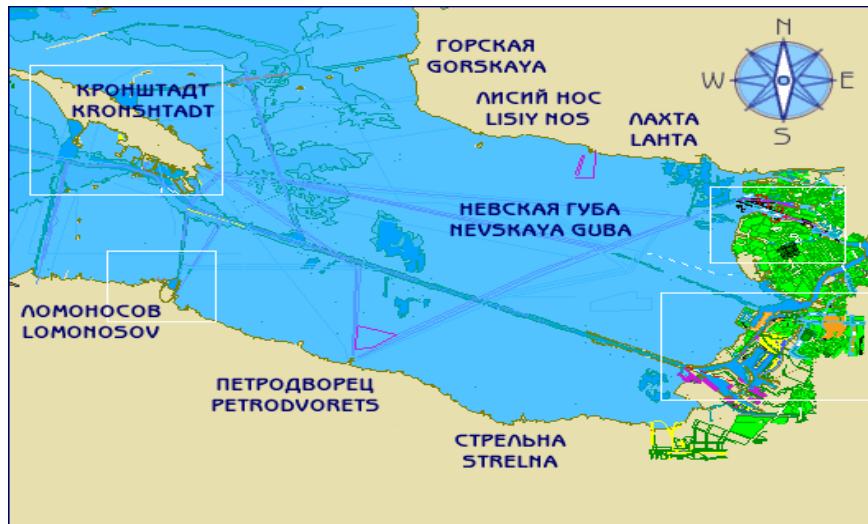 ГОРСКАЯ
GORSKAYA
N
W
E
S
КРОНШТАДТ
KRONSHTADT
ЛИСИЙ НОС
LISIY NOS
ЛАХТА
LAHTA
НЕВСКАЯ ГУБА
NEVSKAYA GUBA
ЛОМОНОСОВ
LOMONOSOV
ПЕТРОДВОРЕЦ
PETRODVORETS
СТРЕЛЬНА
STRELNA